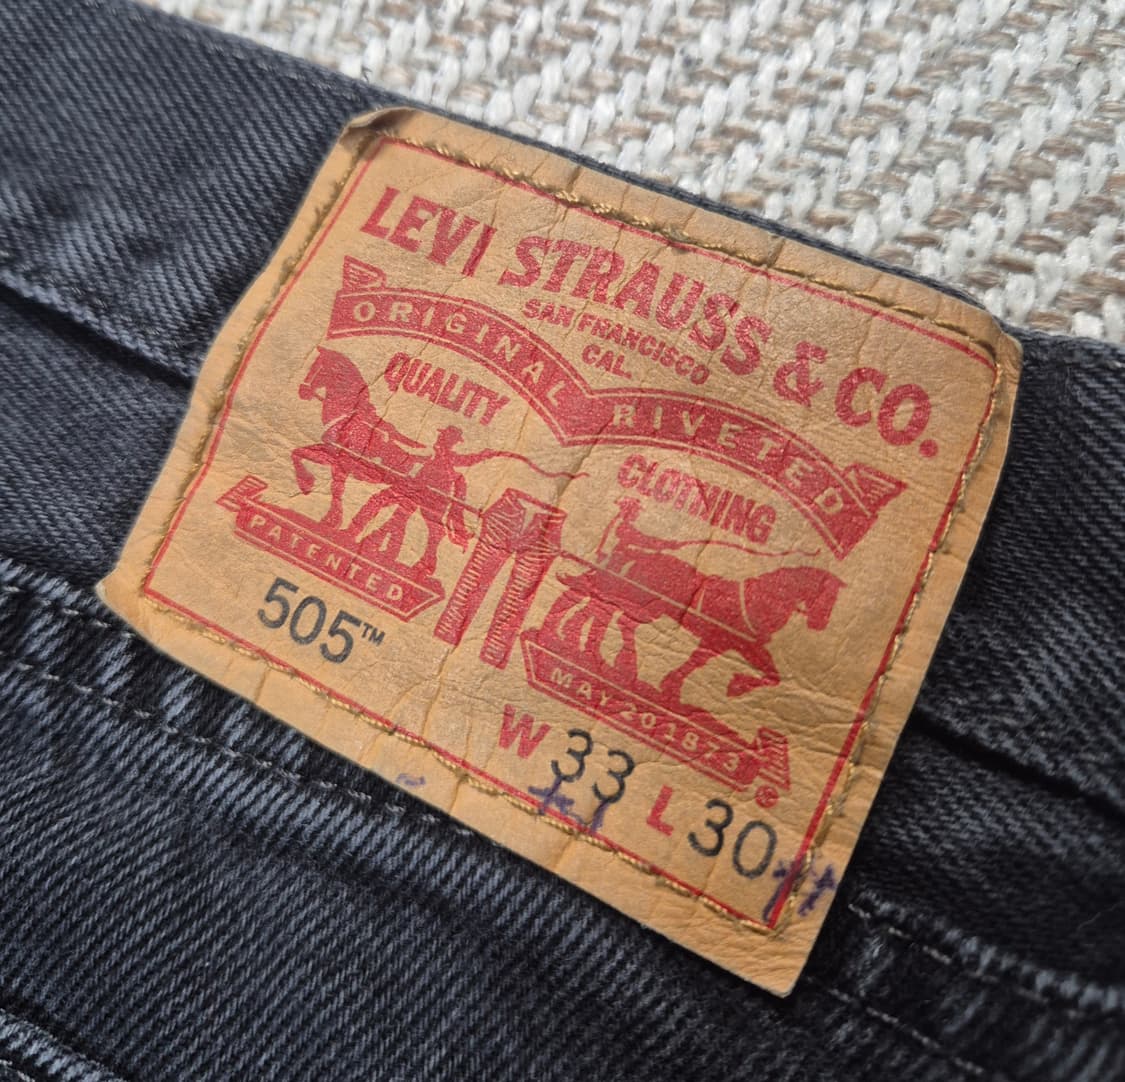 LEVI STRAUSS & CO.
SAN FRANCISCO
CAL.
ORIGINAL RIVETED
QUALITY CLOTHING
PATENTED MAY 20 1873
505™
W 33 L 30
®